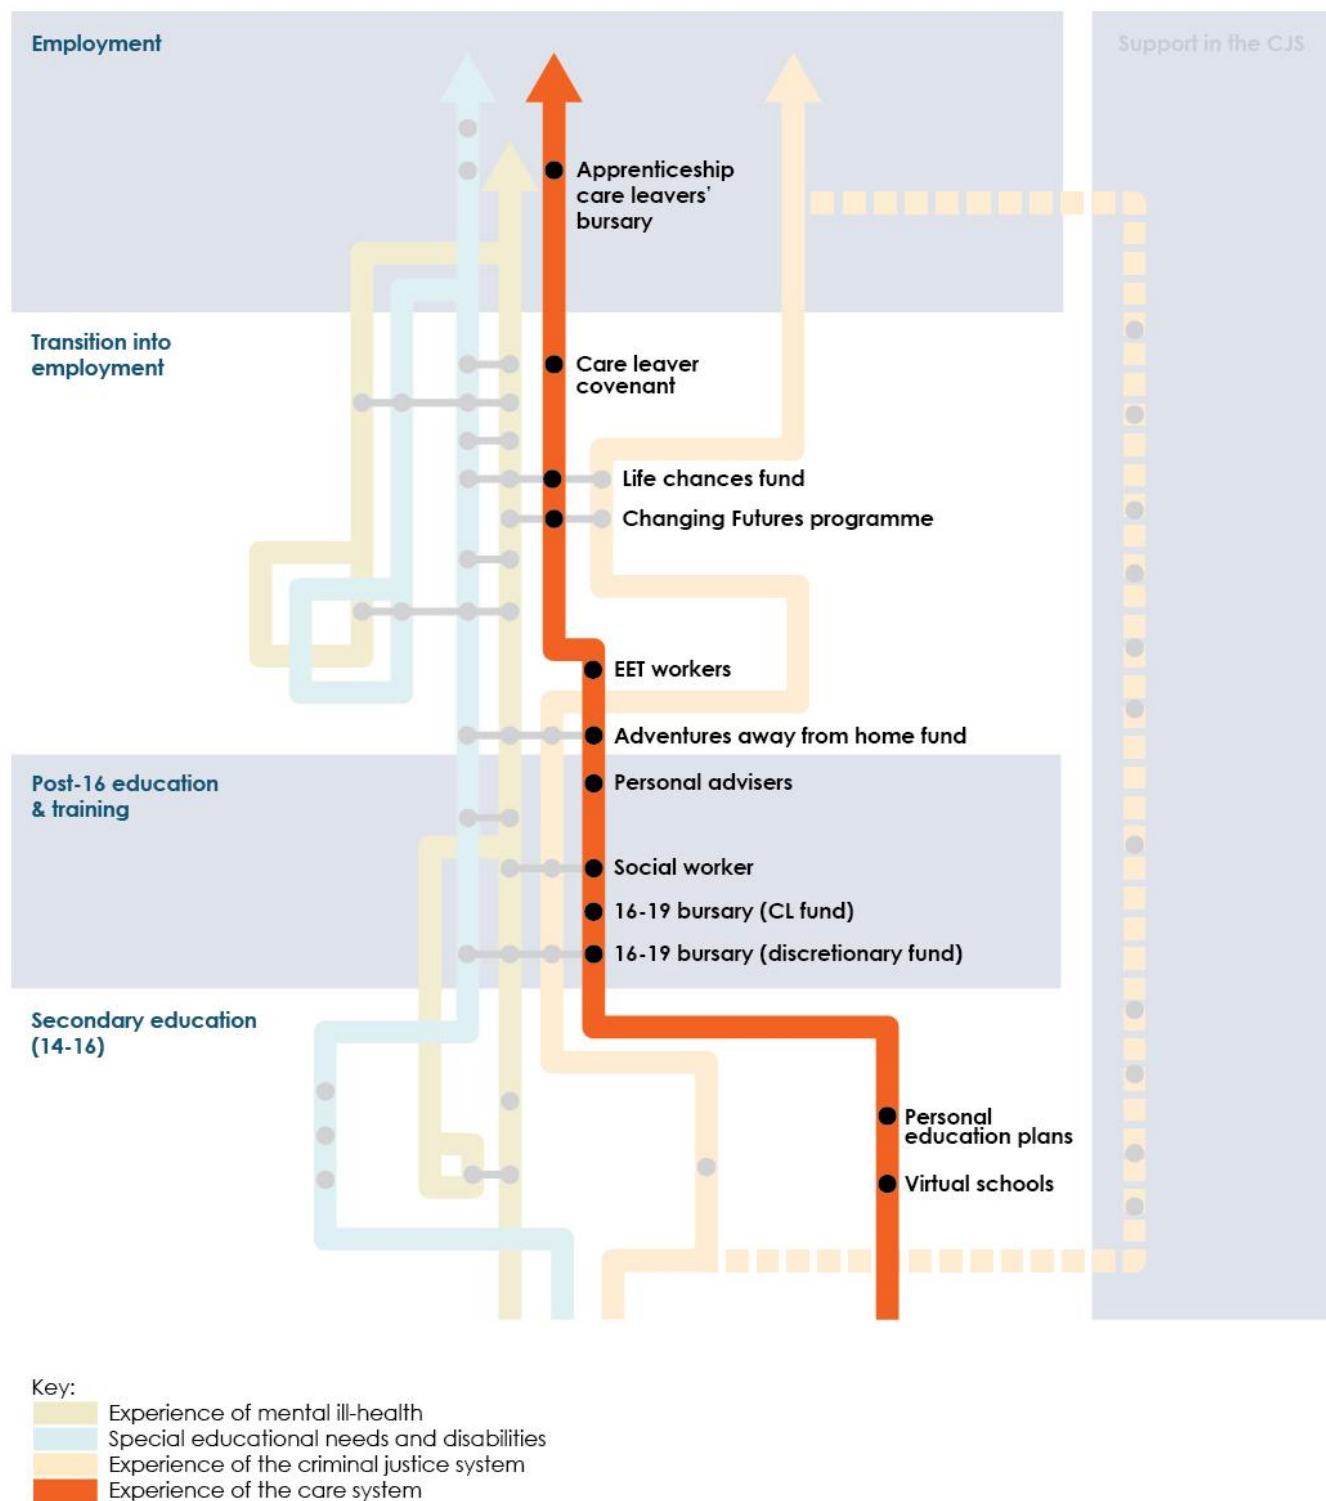 Employment
Support in the CJS
Apprenticeship
care leavers’
bursary
Transition into
employment
Care leaver
covenant
Life chances fund
Changing Futures programme
EET workers
Adventures away from home fund
Post-16 education
& training
Personal advisers
Social worker
16-19 bursary (CL fund)
16-19 bursary (discretionary fund)
Secondary education
(14-16)
Personal
education plans
Virtual schools
Key:
Experience of mental ill-health
Special educational needs and disabilities
Experience of the criminal justice system
Experience of the care system